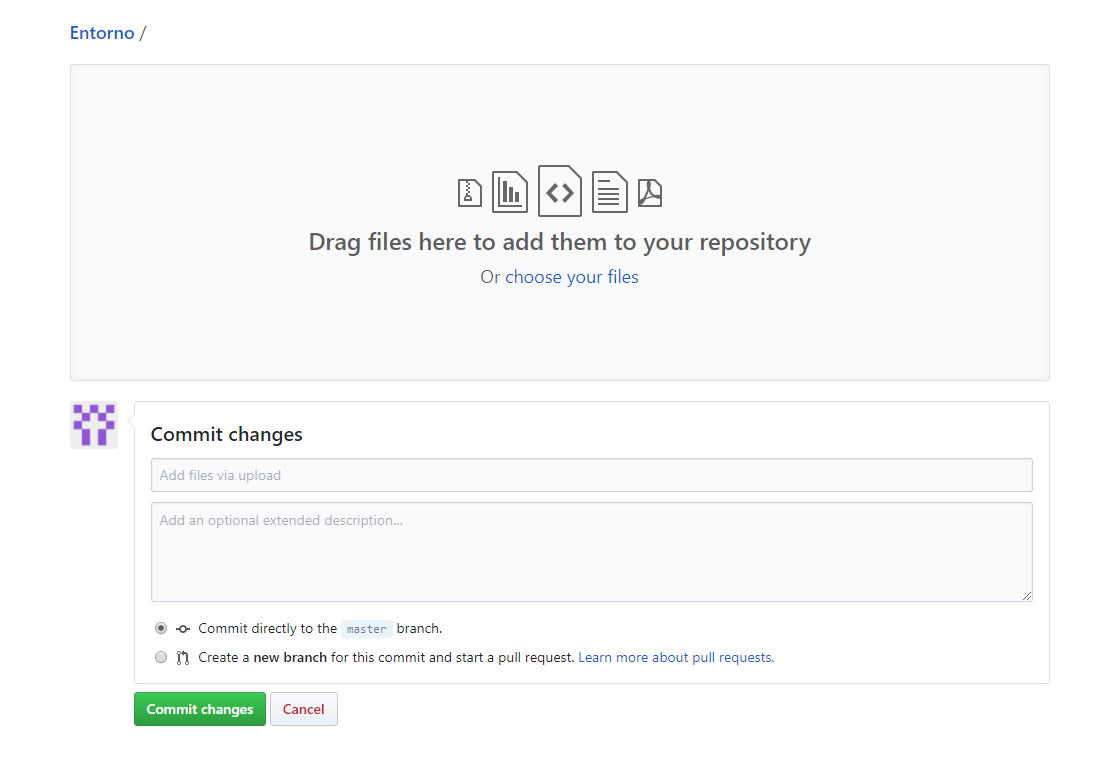 Entorno /
Drag files here to add them to your repository
Or choose your files
Commit changes
Add files via upload
Add an optional extended description...
Commit directly to the master branch.
Create a new branch for this commit and start a pull request. Learn more about pull requests.
Commit changes Cancel